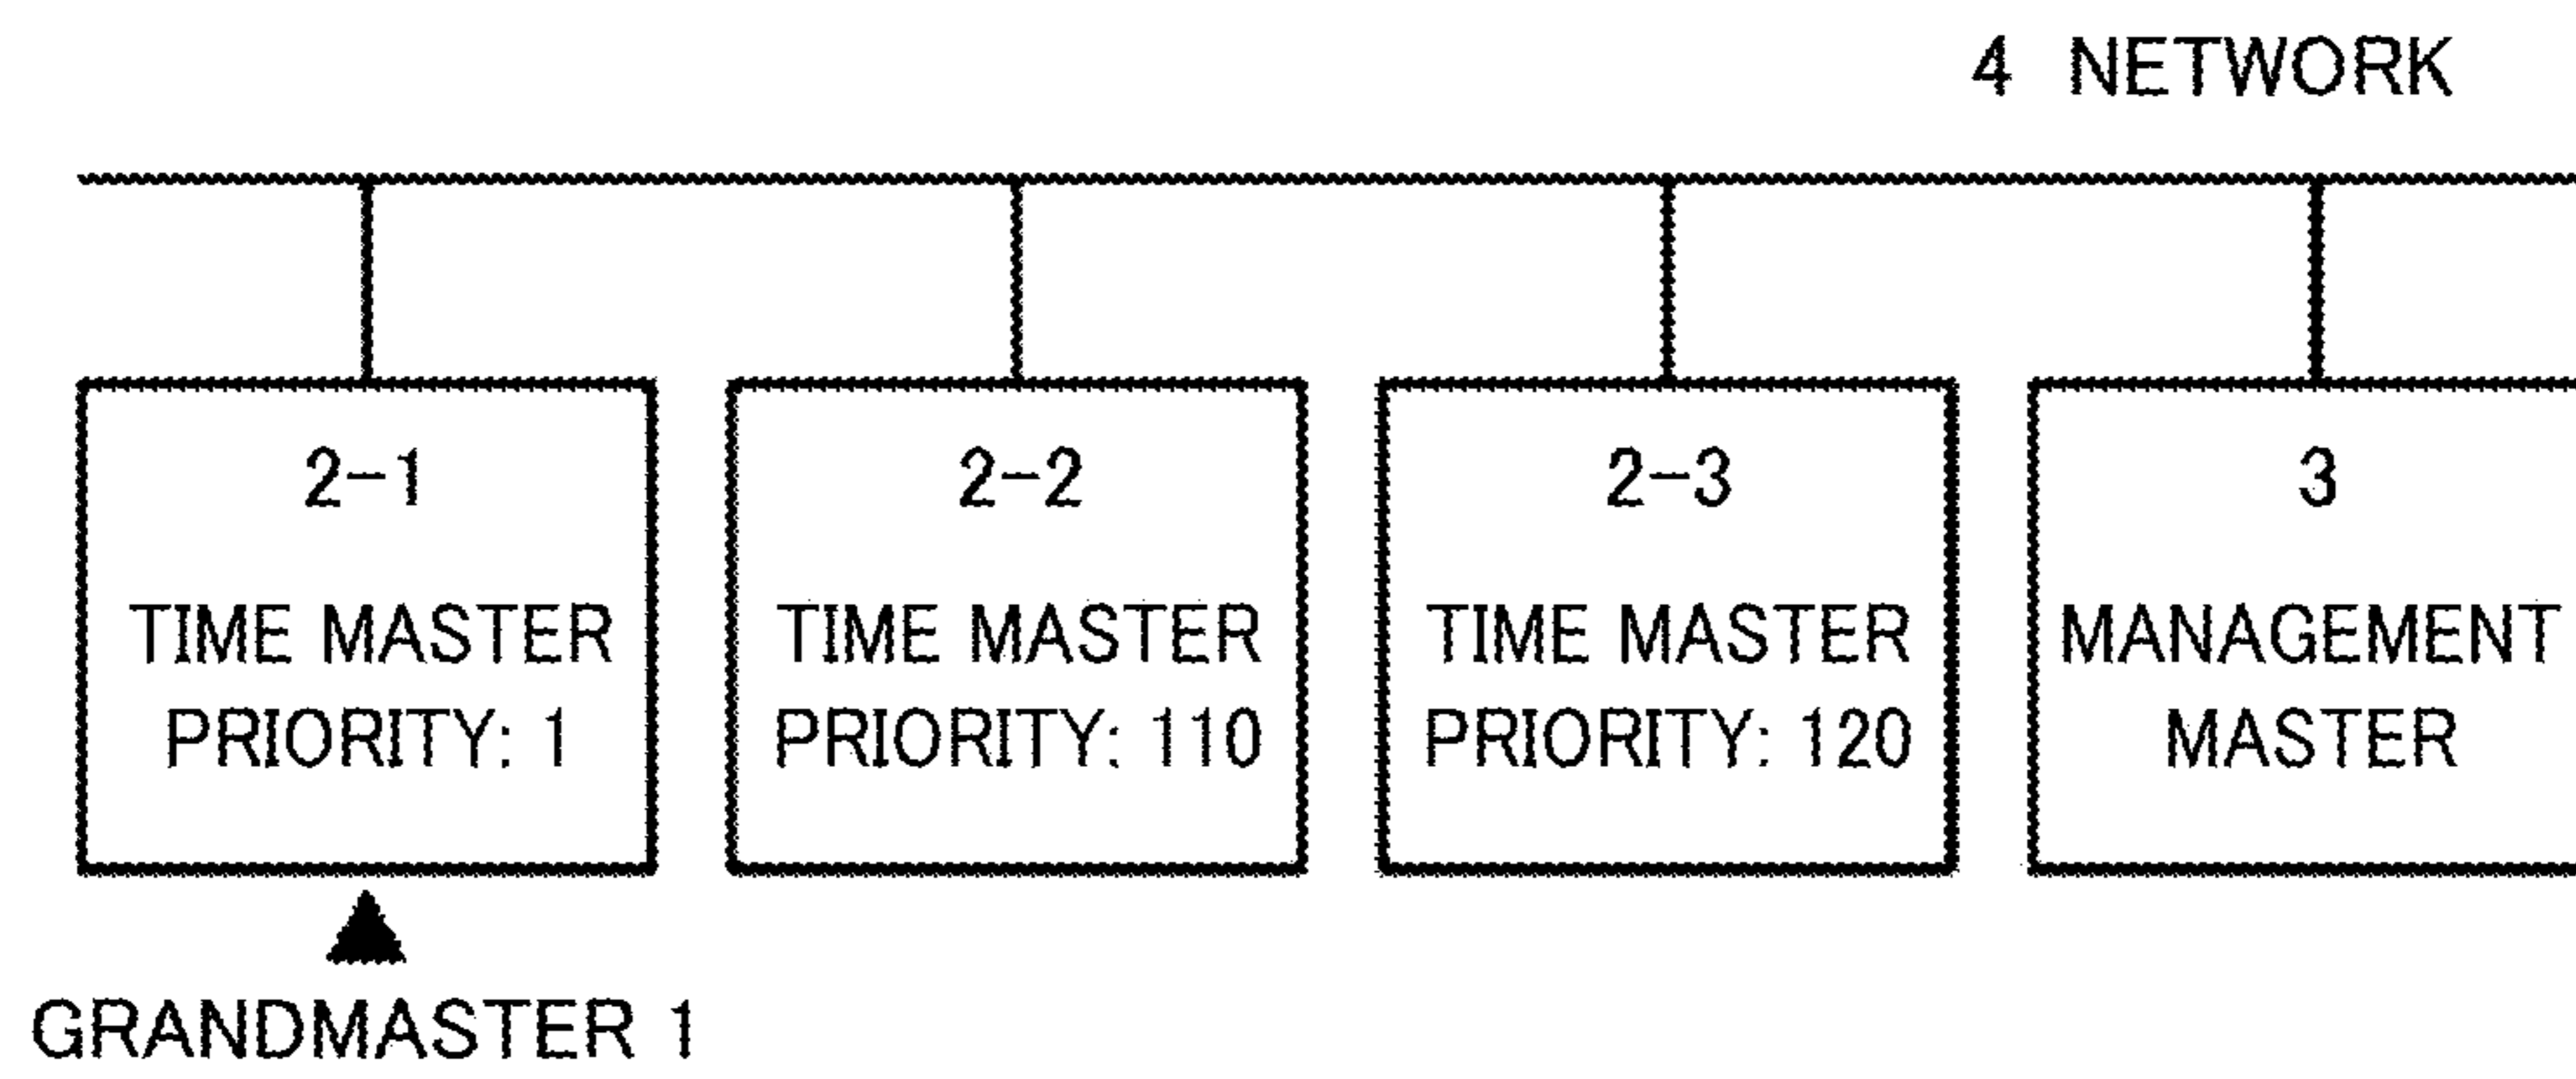 4 NETWORK
2-1
TIME MASTER
PRIORITY: 1
2-2
TIME MASTER
PRIORITY: 110
2-3
TIME MASTER
PRIORITY: 120
3
MANAGEMENT
MASTER
GRANDMASTER 1